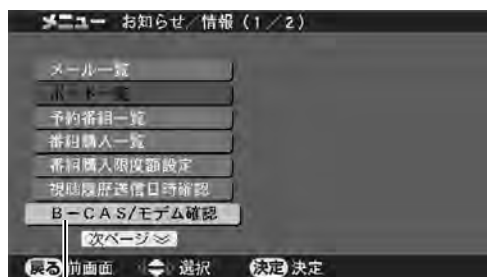 メニュー お知らせ／情報（1／2）
メール一覧
ボード一覧
予約番組一覧
番組購入一覧
番組購入限度額設定
視聴履歴送信日時確認
B－CAS/モデム確認
次ページ
戻る 前画面 選択 決定 決定